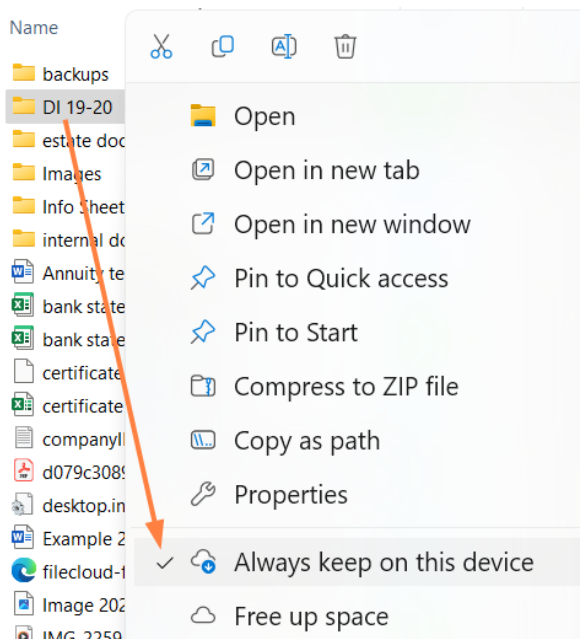 Name
backups
DI 19-20
estate doc
Images
Info Sheet
internal do
Annuity te
bank state
bank state
certificate
certificate
d079c3089
desktop.in
Example 2
filecloud-f
Image 202
IMG-2259
Open
Open in new tab
Open in new window
Pin to Quick access
Pin to Start
Compress to ZIP file
Copy as path
Properties
Always keep on this device
Free up space